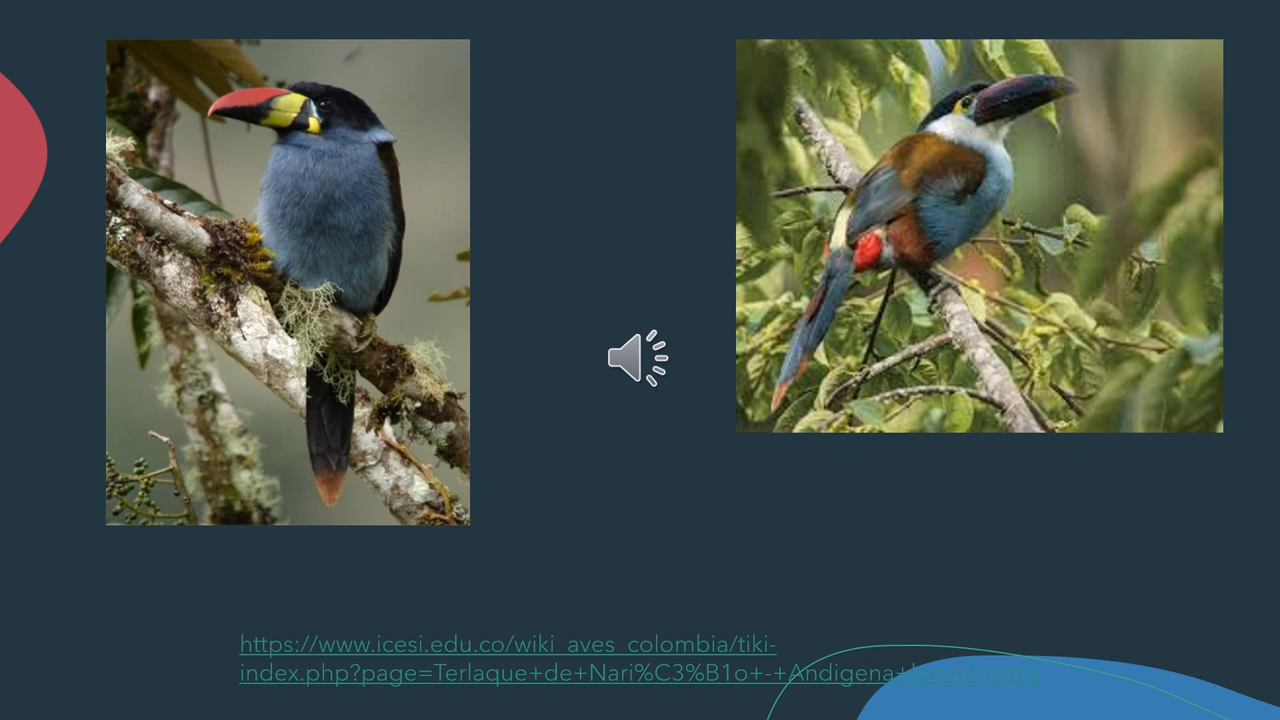 https://www.icesi.edu.co/wiki_aves_colombia/tiki-
index.php?page=Terlaque+de+Nari%C3%B1o+-+Andigena+